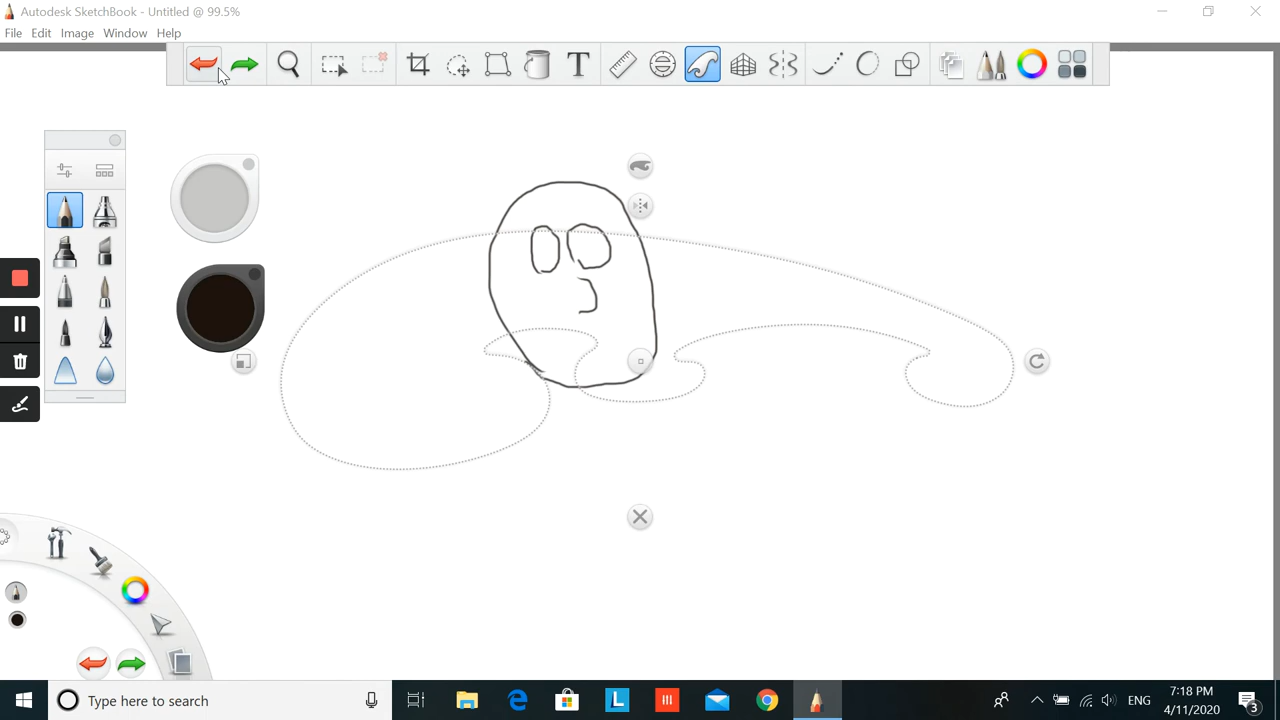 Autodesk SketchBook - Untitled @ 99.5%
File Edit Image Window Help
T
Type here to search
L
ENG
7:18 PM
4/11/2020
3